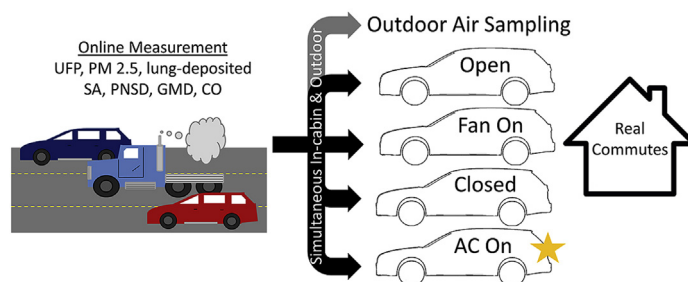 Online Measurement
UFP, PM 2.5, lung-deposited
SA, PNSD, GMD, CO
Simultaneous In-cabin & Outdoor
Outdoor Air Sampling
Open
Fan On
Closed
AC On
Real
Commutes